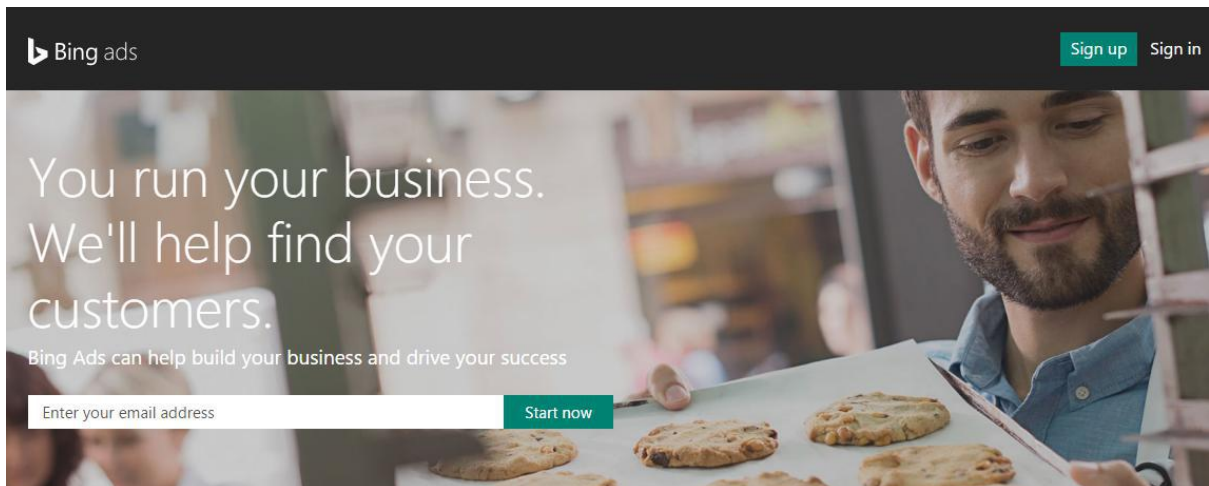 Bing ads
Sign up
Sign in
You run your business.
We'll help find your
customers.
Bing Ads can help build your business and drive your success
Enter your email address
Start now